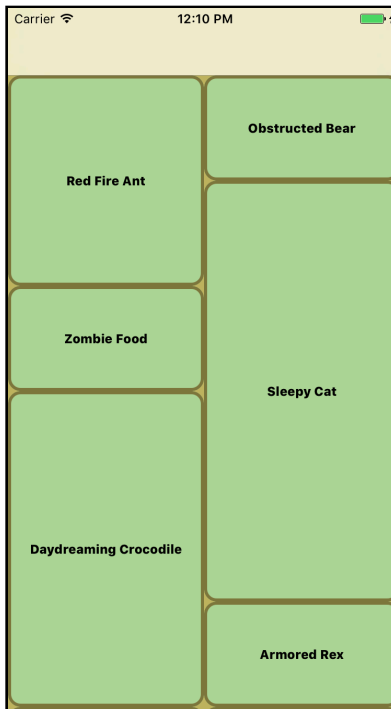 Carrier
12:10 PM
Red Fire Ant
Obstructed Bear
Zombie Food
Sleepy Cat
Daydreaming Crocodile
Armored Rex